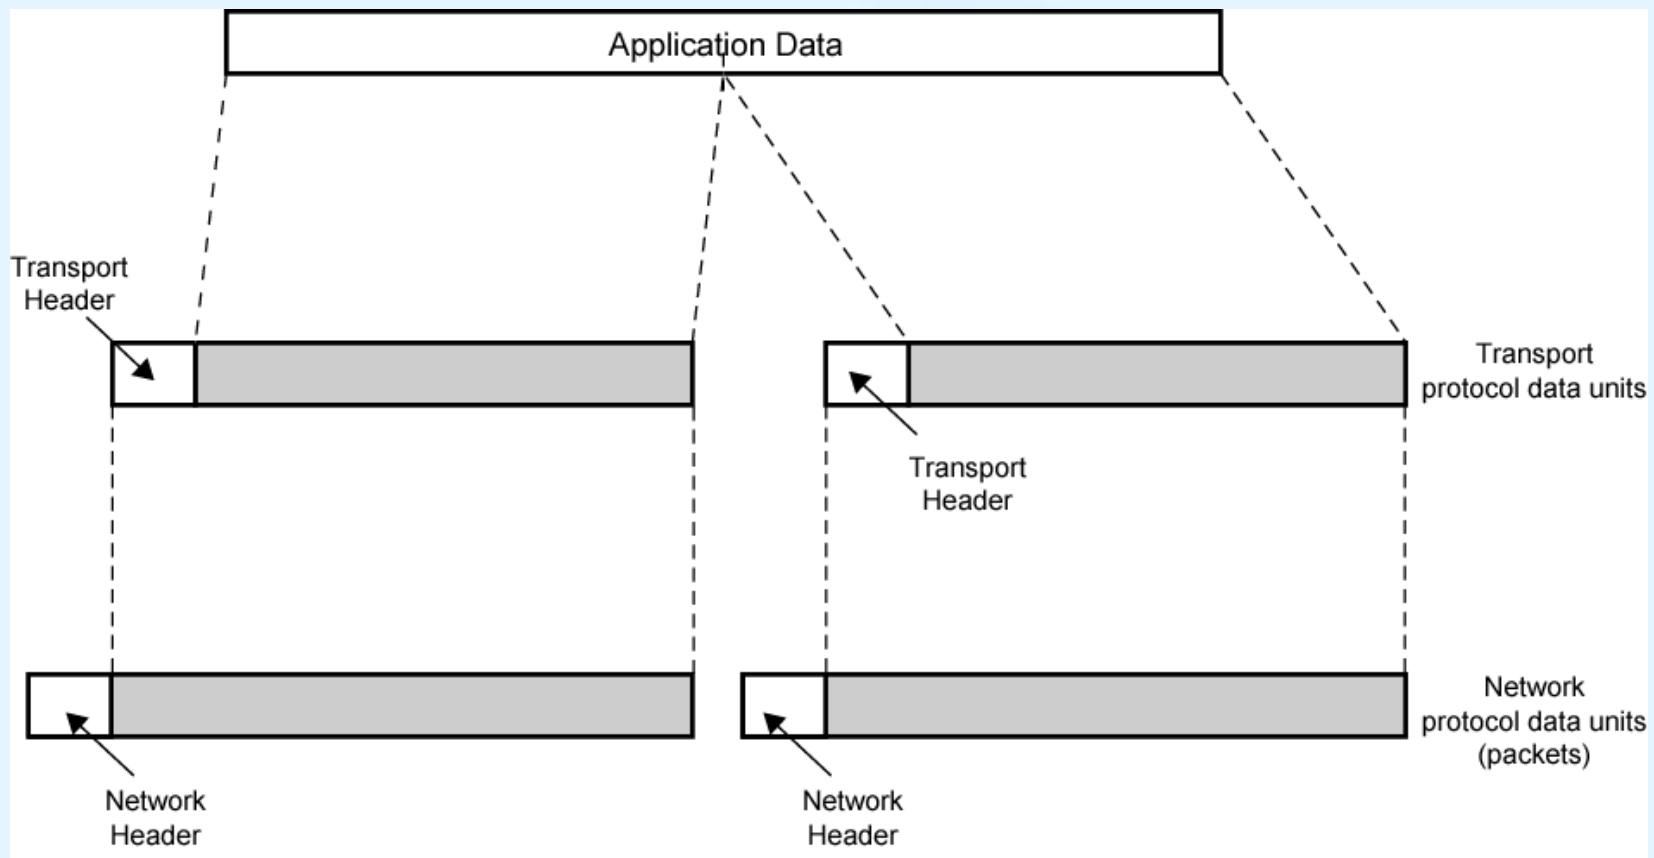 Application Data
Transport
Header
Transport
protocol data units
Transport
Header
Network
protocol data units
(packets)
Network
Header
Network
Header